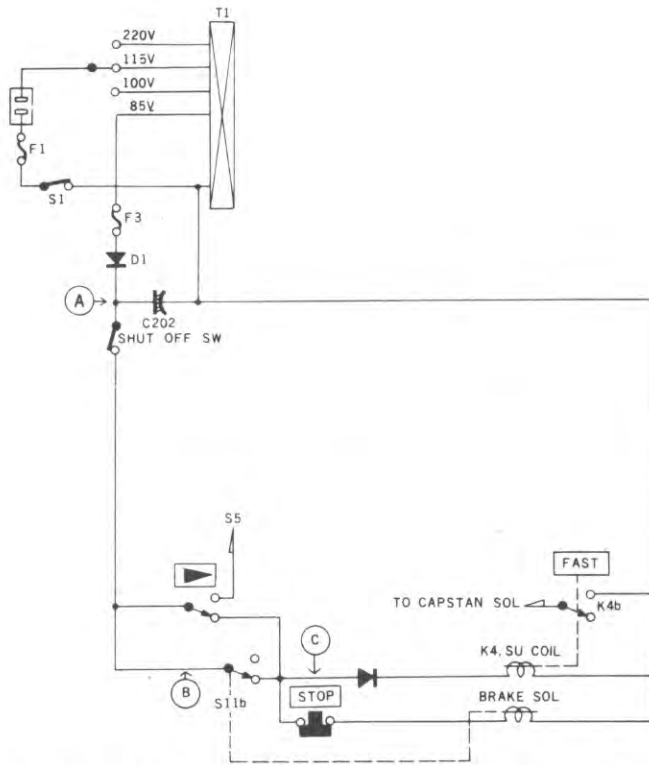 T1
220V
115V
100V
85V
F1
S1
F3
D1
A
C202
SHUT OFF SW
S5
FAST
TO CAPSTAN SOL
K4b
C
K4, SU COIL
B
S11b
STOP
BRAKE SOL